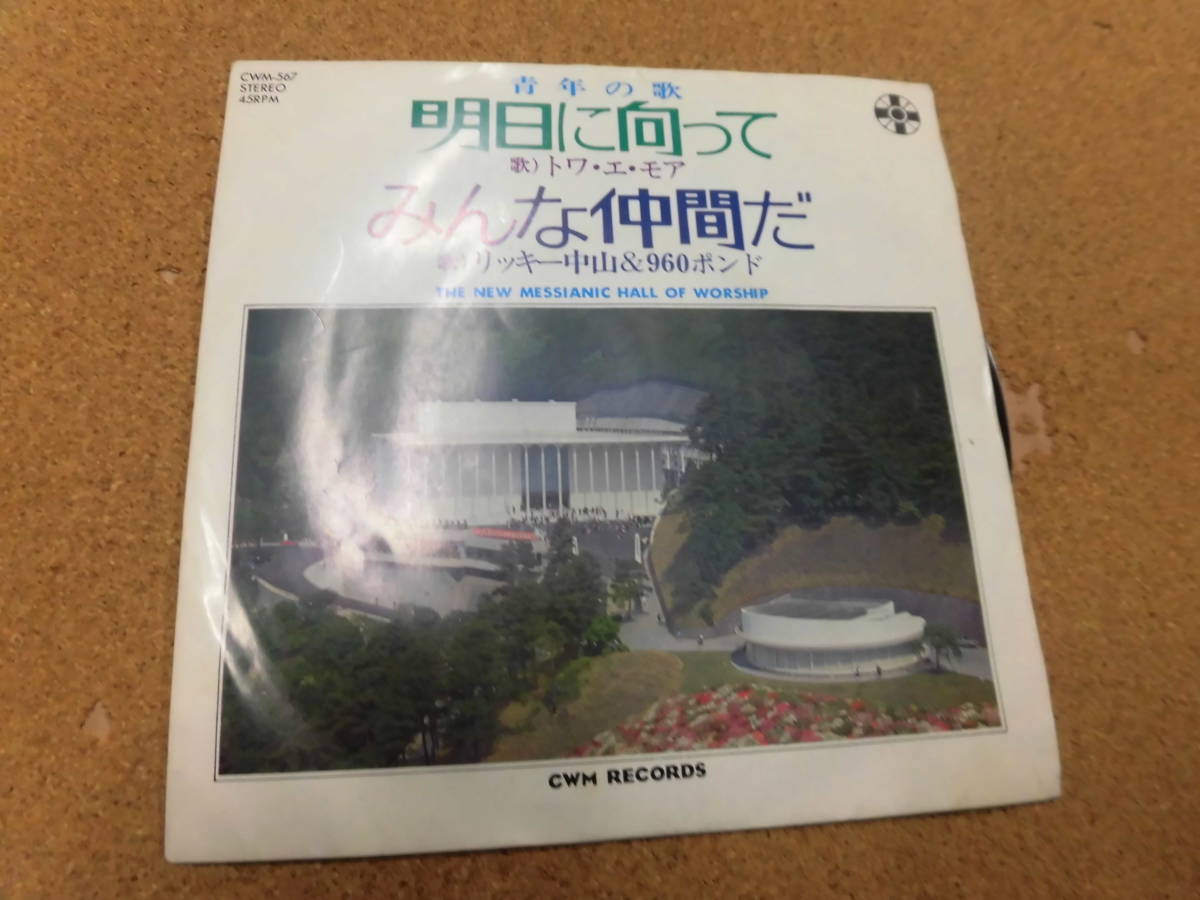 CWM-567
STEREO
45RPM
青年の歌
明日に向って
歌)トワ・エ・モア
みんな仲間だ
歌)リッキー中山&960ポンド
THE NEW MESSIANIC HALL OF WORSHIP
CWM RECORDS